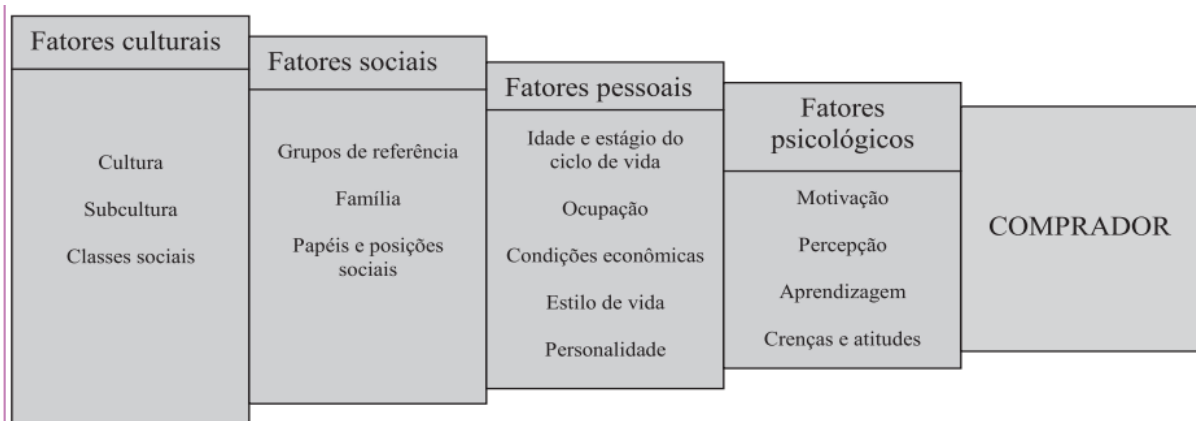 Fatores culturais
Cultura
Subcultura
Classes sociais
Fatores sociais
Grupos de referência
Família
Papéis e posições
sociais
Fatores pessoais
Idade e estágio do
ciclo de vida
Ocupação
Condições econômicas
Estilo de vida
Personalidade
Fatores
psicológicos
Motivação
Percepção
Aprendizagem
Crenças e atitudes
COMPRADOR